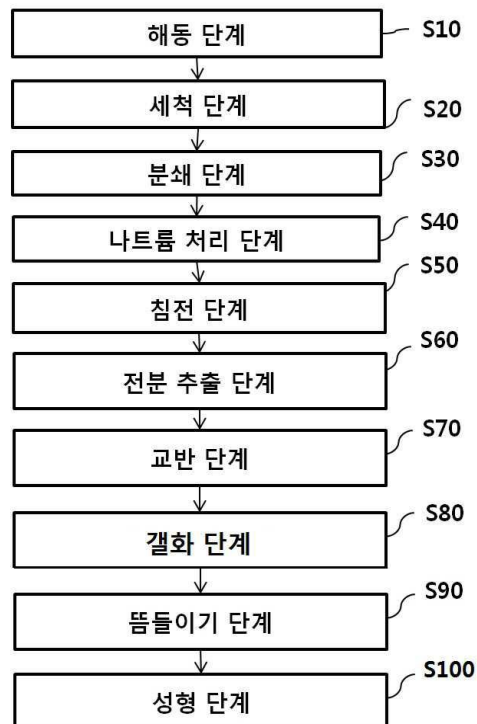 해동 단계 S10
세척 단계 S20
분쇄 단계 S30
나트륨 처리 단계 S40
침전 단계 S50
전분 추출 단계 S60
교반 단계 S70
갤화 단계 S80
뜸들이기 단계 S90
성형 단계 S100